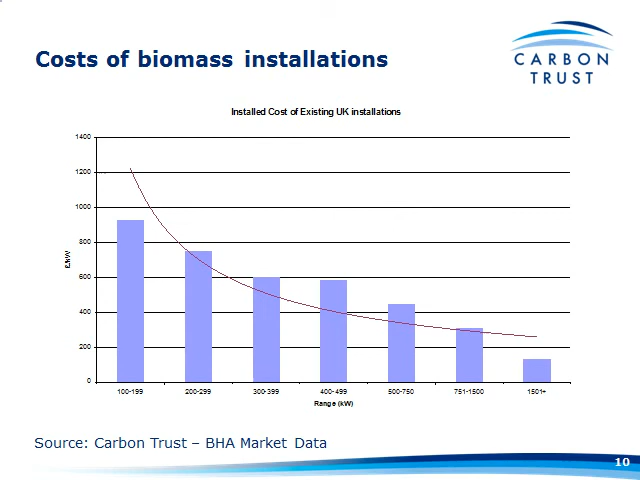 Costs of biomass installations
CARBON
TRUST
Installed Cost of Existing UK installations
1400
1200
1000
800
600
400
200
0
£/kW
100-199 200-299 300-399 400-499 500-750 751-1500 1501+
Range (kW)
Source: Carbon Trust – BHA Market Data
10